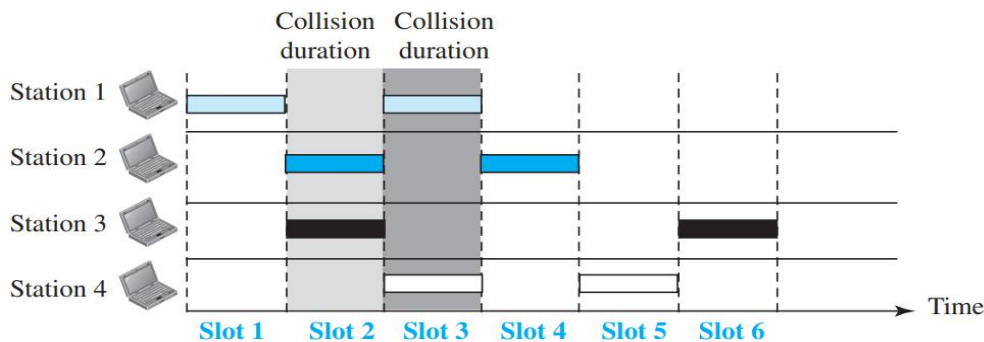 Collision Collision
duration duration
Station 1
Station 2
Station 3
Station 4
Time
Slot 1 Slot 2 Slot 3 Slot 4 Slot 5 Slot 6